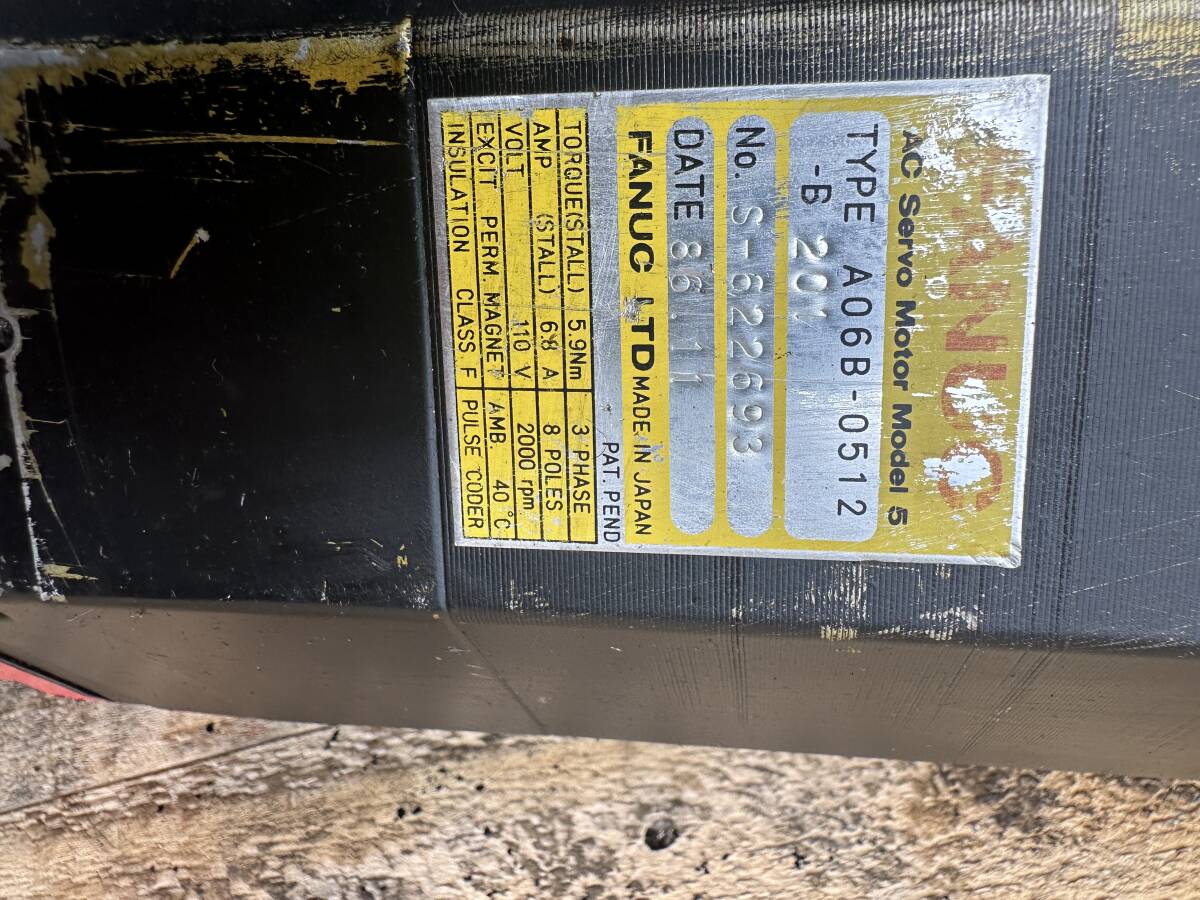 FANUC
AC Servo Motor Model 5
TYPE A06B-0512
-B 201
No. S-622693
DATE 86.11
FANUC LTD MADE IN JAPAN
PAT. PEND
TORQUE(STALL) 5.9Nm 3 PHASE
AMP (STALL) 6.8 A 8 POLES
VOLT 110 V 2000 rpm
EXCIT PERM. MAGNET AMB. 40 °C
INSULATION CLASS F PULSE CODER